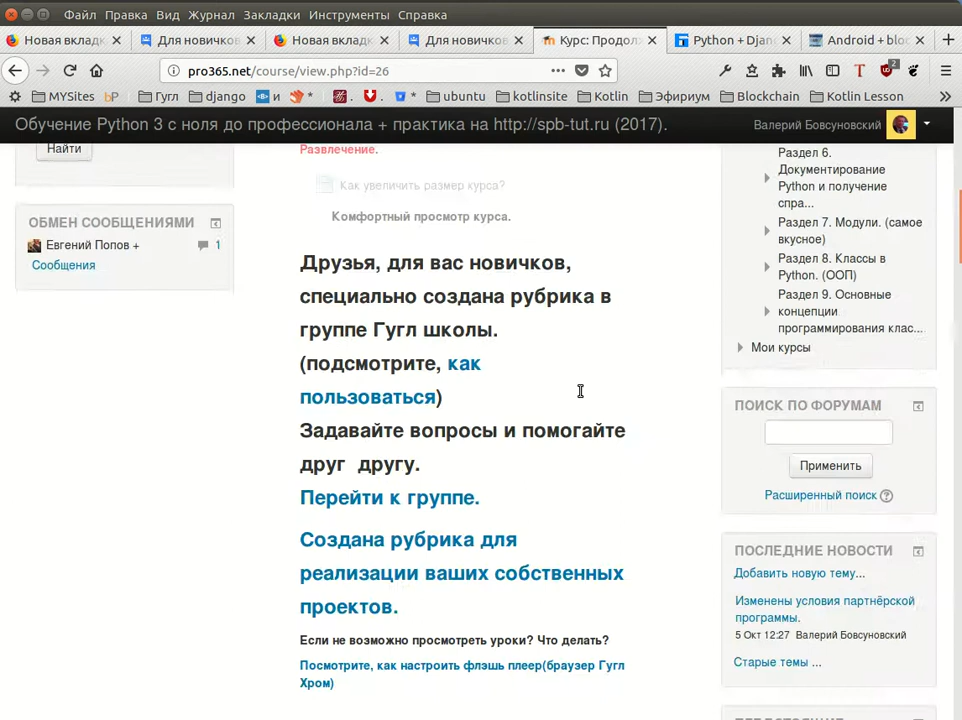 Файл Правка Вид Журнал Закладки Инструменты Справка
Новая вкладк
Для новичков
Новая вкладк
Для новичков
Курс: Продол
Python + Djan
Android + bloc
pro365.net/course/view.php?id=26
2
MYSites
bP
Гугл
django
и
*
ubuntu
kotlinsite
Kotlin
Эфириум
Blockchain
Kotlin Lesson
Обучение Python 3 с ноля до профессионала + практика на http://spb-tut.ru (2017).
Валерий Бовсуновский
Найти
ОБМЕН СООБЩЕНИЯМИ
Евгений Попов +
1
Сообщения
Развлечение.
Как увеличить размер курса?
Комфортный просмотр курса.
Друзья, для вас новичков,
специально создана рубрика в
группе Гугл школы.
(подсмотрите, как
пользоваться)
Задавайте вопросы и помогайте
друг другу.
Перейти к группе.
Создана рубрика для
реализации ваших собственных
проектов.
Если не возможно просмотреть уроки? Что делать?
Посмотрите, как настроить флэшь плеер(браузер Гугл
Хром)
Раздел 6.
Документирование
Python и получение
спра...
Раздел 7. Модули. (самое
вкусное)
Раздел 8. Классы в
Python. (ООП)
Раздел 9. Основные
концепции
программирования клас...
Мои курсы
ПОИСК ПО ФОРУМАМ
Применить
Расширенный поиск
ПОСЛЕДНИЕ НОВОСТИ
Добавить новую тему...
Изменены условия партнёрской
программы.
5 Окт 12:27 Валерий Бовсуновский
Старые темы ...